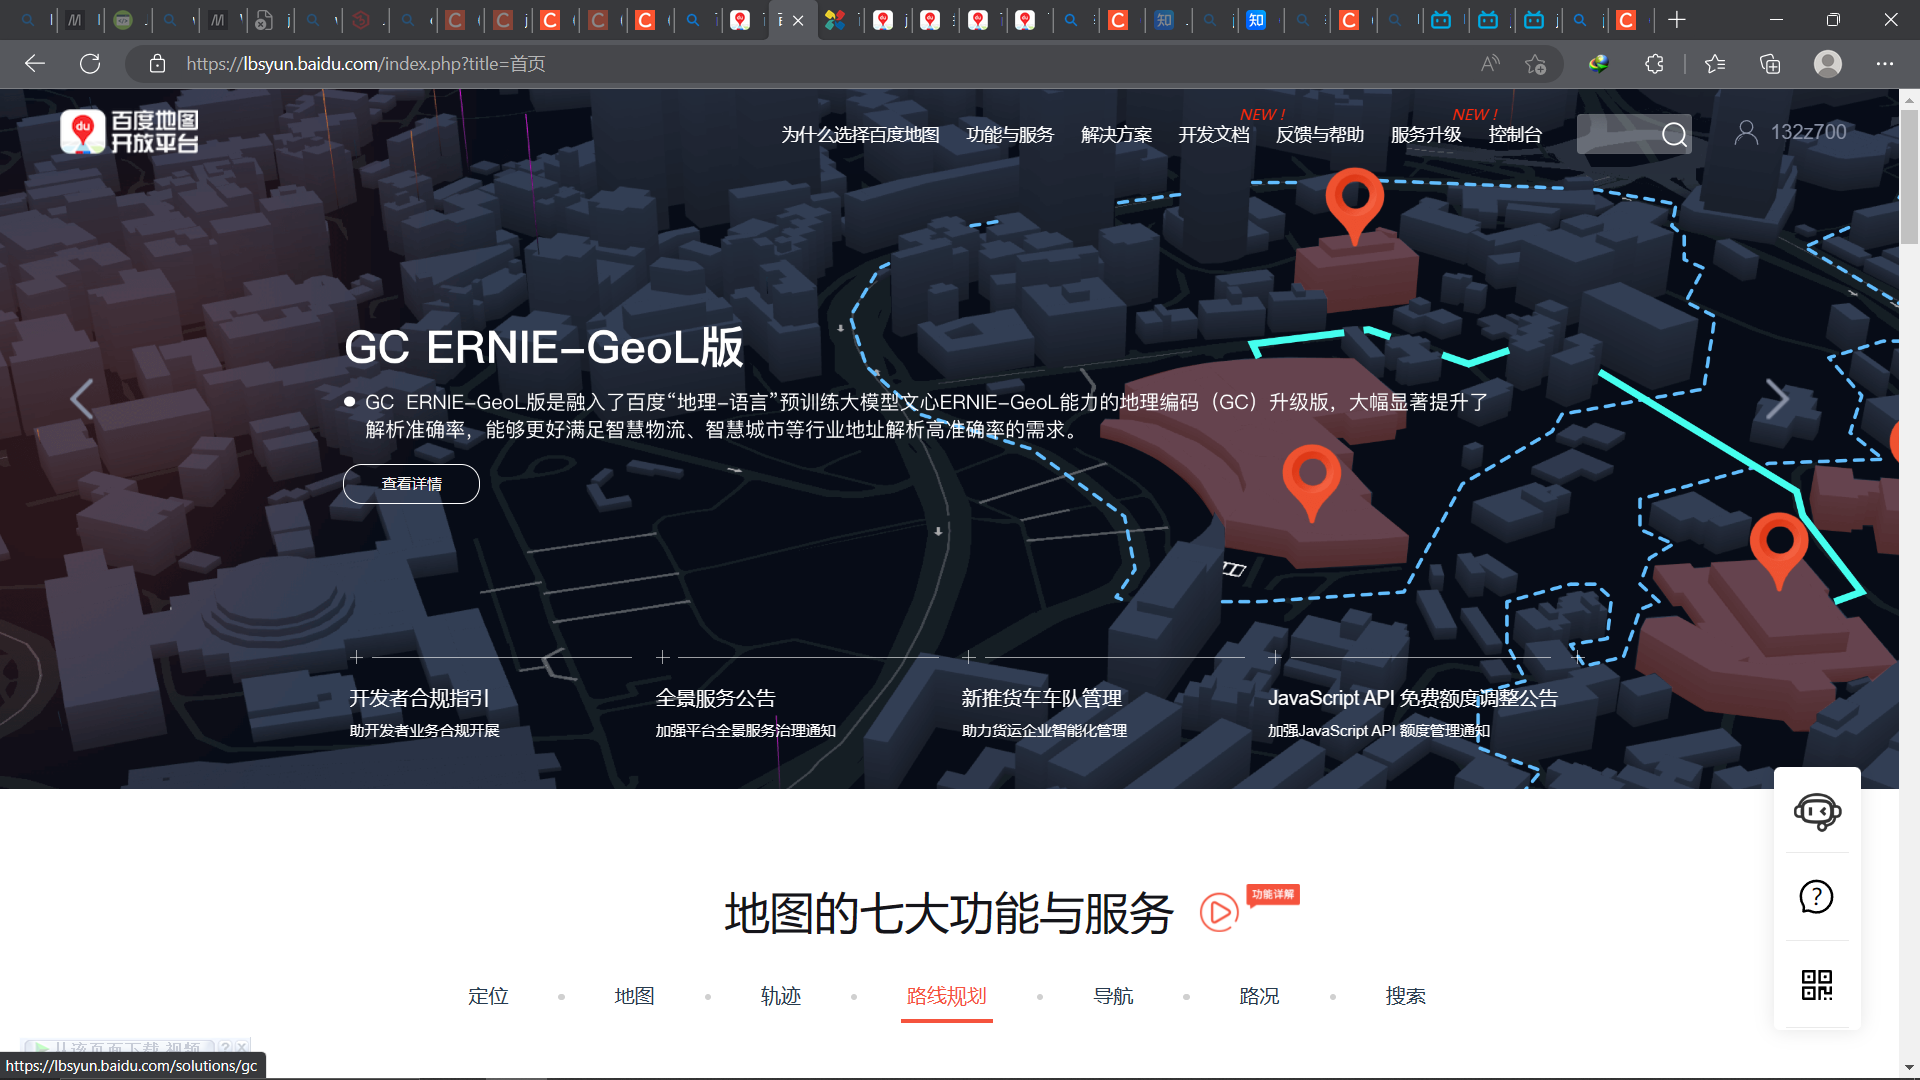 https://lbsyun.baidu.com/index.php?title=首页
du
百度地图
开放平台
为什么选择百度地图
功能与服务
解决方案
开发文档
NEW !
反馈与帮助
服务升级
NEW !
控制台
132z700
GC ERNIE-GeoL版
GC ERNIE-GeoL版是融入了百度“地理-语言”预训练大模型文心ERNIE-GeoL能力的地理编码（GC）升级版，大幅显著提升了
解析准确率，能够更好满足智慧物流、智慧城市等行业地址解析高准确率的需求。
查看详情
开发者合规指引
助开发者业务合规开展
全景服务公告
加强平台全景服务治理通知
新推货车车队管理
助力货运企业智能化管理
JavaScript API 免费额度调整公告
加强JavaScript API 额度管理通知
地图的七大功能与服务
功能详解
定位
地图
轨迹
路线规划
导航
路况
搜索
从该页面下载 视频
https://lbsyun.baidu.com/solutions/gc